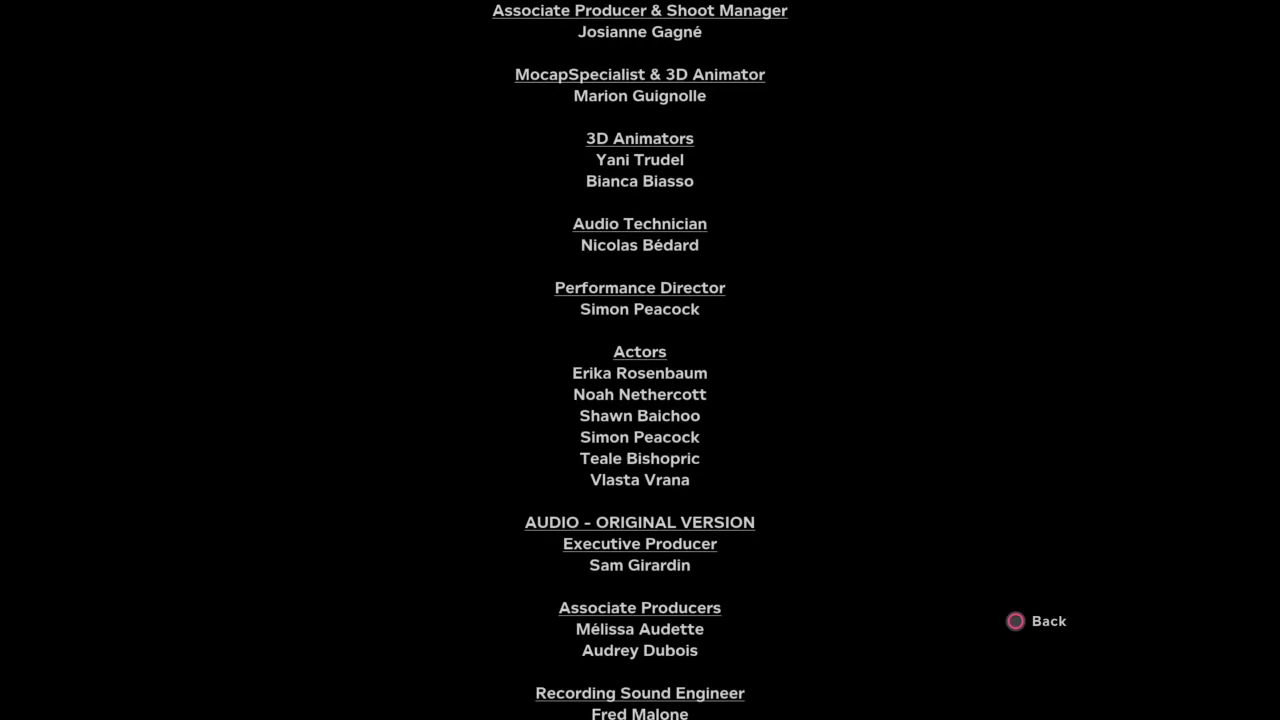 Associate Producer & Shoot Manager
Josianne Gagné
MocapSpecialist & 3D Animator
Marion Guignolle
3D Animators
Yani Trudel
Bianca Biasso
Audio Technician
Nicolas Bédard
Performance Director
Simon Peacock
Actors
Erika Rosenbaum
Noah Nethercott
Shawn Baichoo
Simon Peacock
Teale Bishopric
Vlasta Vrana
AUDIO - ORIGINAL VERSION
Executive Producer
Sam Girardin
Associate Producers
Mélissa Audette
Back
Audrey Dubois
Recording Sound Engineer
Fred Malone